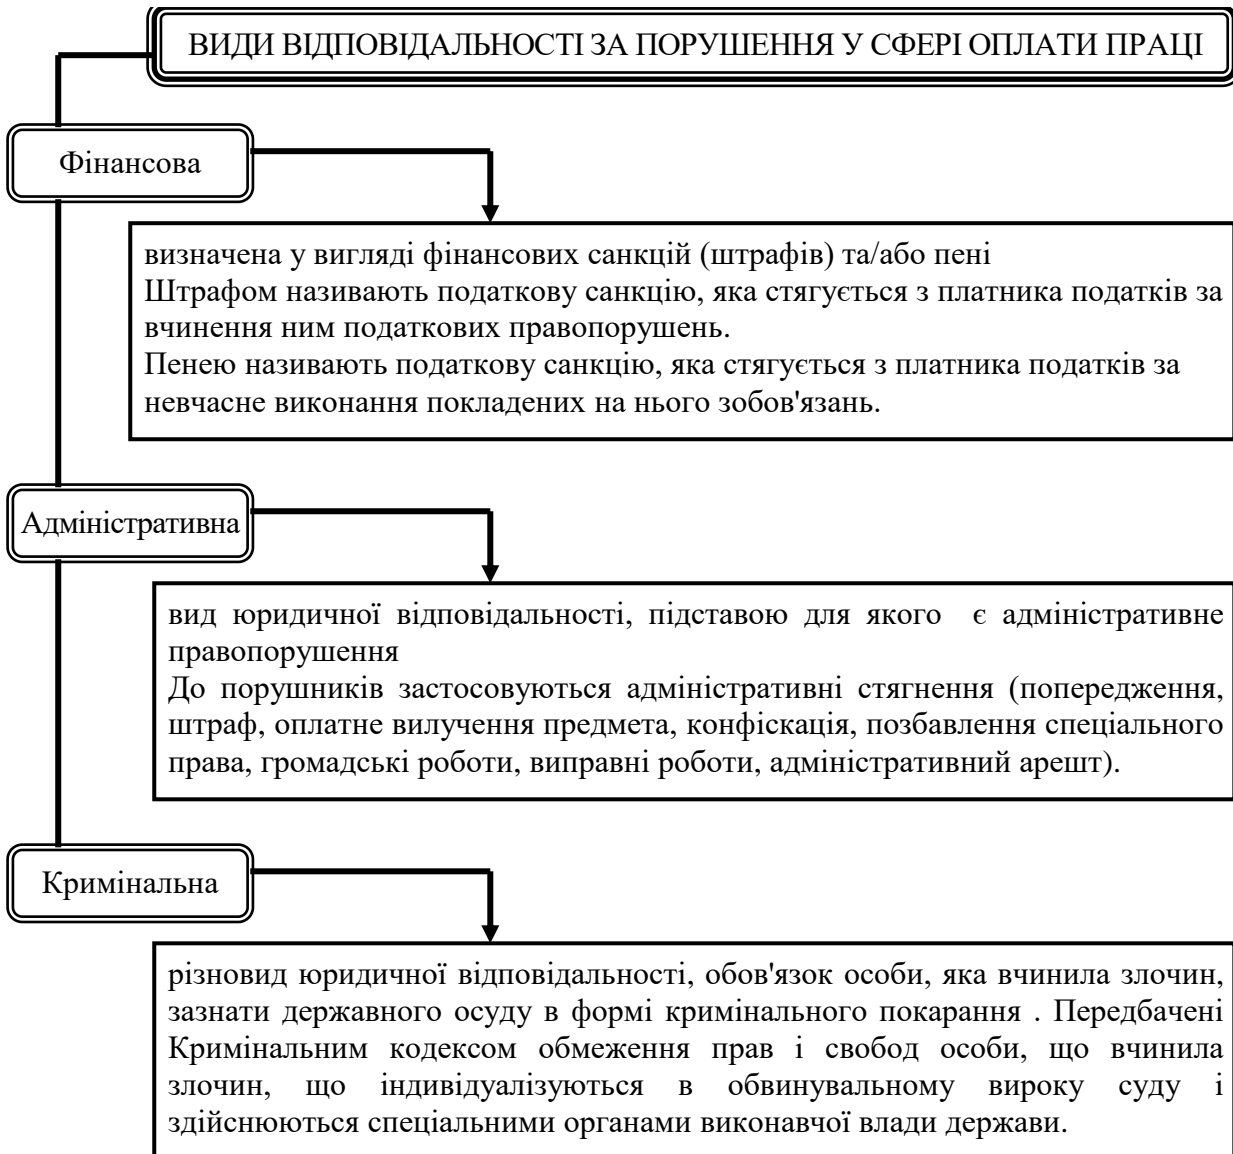 ВИДИ ВІДПОВІДАЛЬНОСТІ ЗА ПОРУШЕННЯ У СФЕРІ ОПЛАТИ ПРАЦІ
Фінансова
визначена у вигляді фінансових санкцій (штрафів) та/або пені
Штрафом називають податкову санкцію, яка стягується з платника податків за
вчинення ним податкових правопорушень.
Пенею називають податкову санкцію, яка стягується з платника податків за
невчасне виконання покладених на нього зобов'язань.
Адміністративна
вид юридичної відповідальності, підставою для якого є адміністративне
правопорушення
До порушників застосовуються адміністративні стягнення (попередження,
штраф, оплатне вилучення предмета, конфіскація, позбавлення спеціального
права, громадські роботи, виправні роботи, адміністративний арешт).
Кримінальна
різновид юридичної відповідальності, обов'язок особи, яка вчинила злочин,
зазнати державного осуду в формі кримінального покарання . Передбачені
Кримінальним кодексом обмеження прав і свобод особи, що вчинила
злочин, що індивідуалізуються в обвинувальному вироку суду і
здійснюються спеціальними органами виконавчої влади держави.